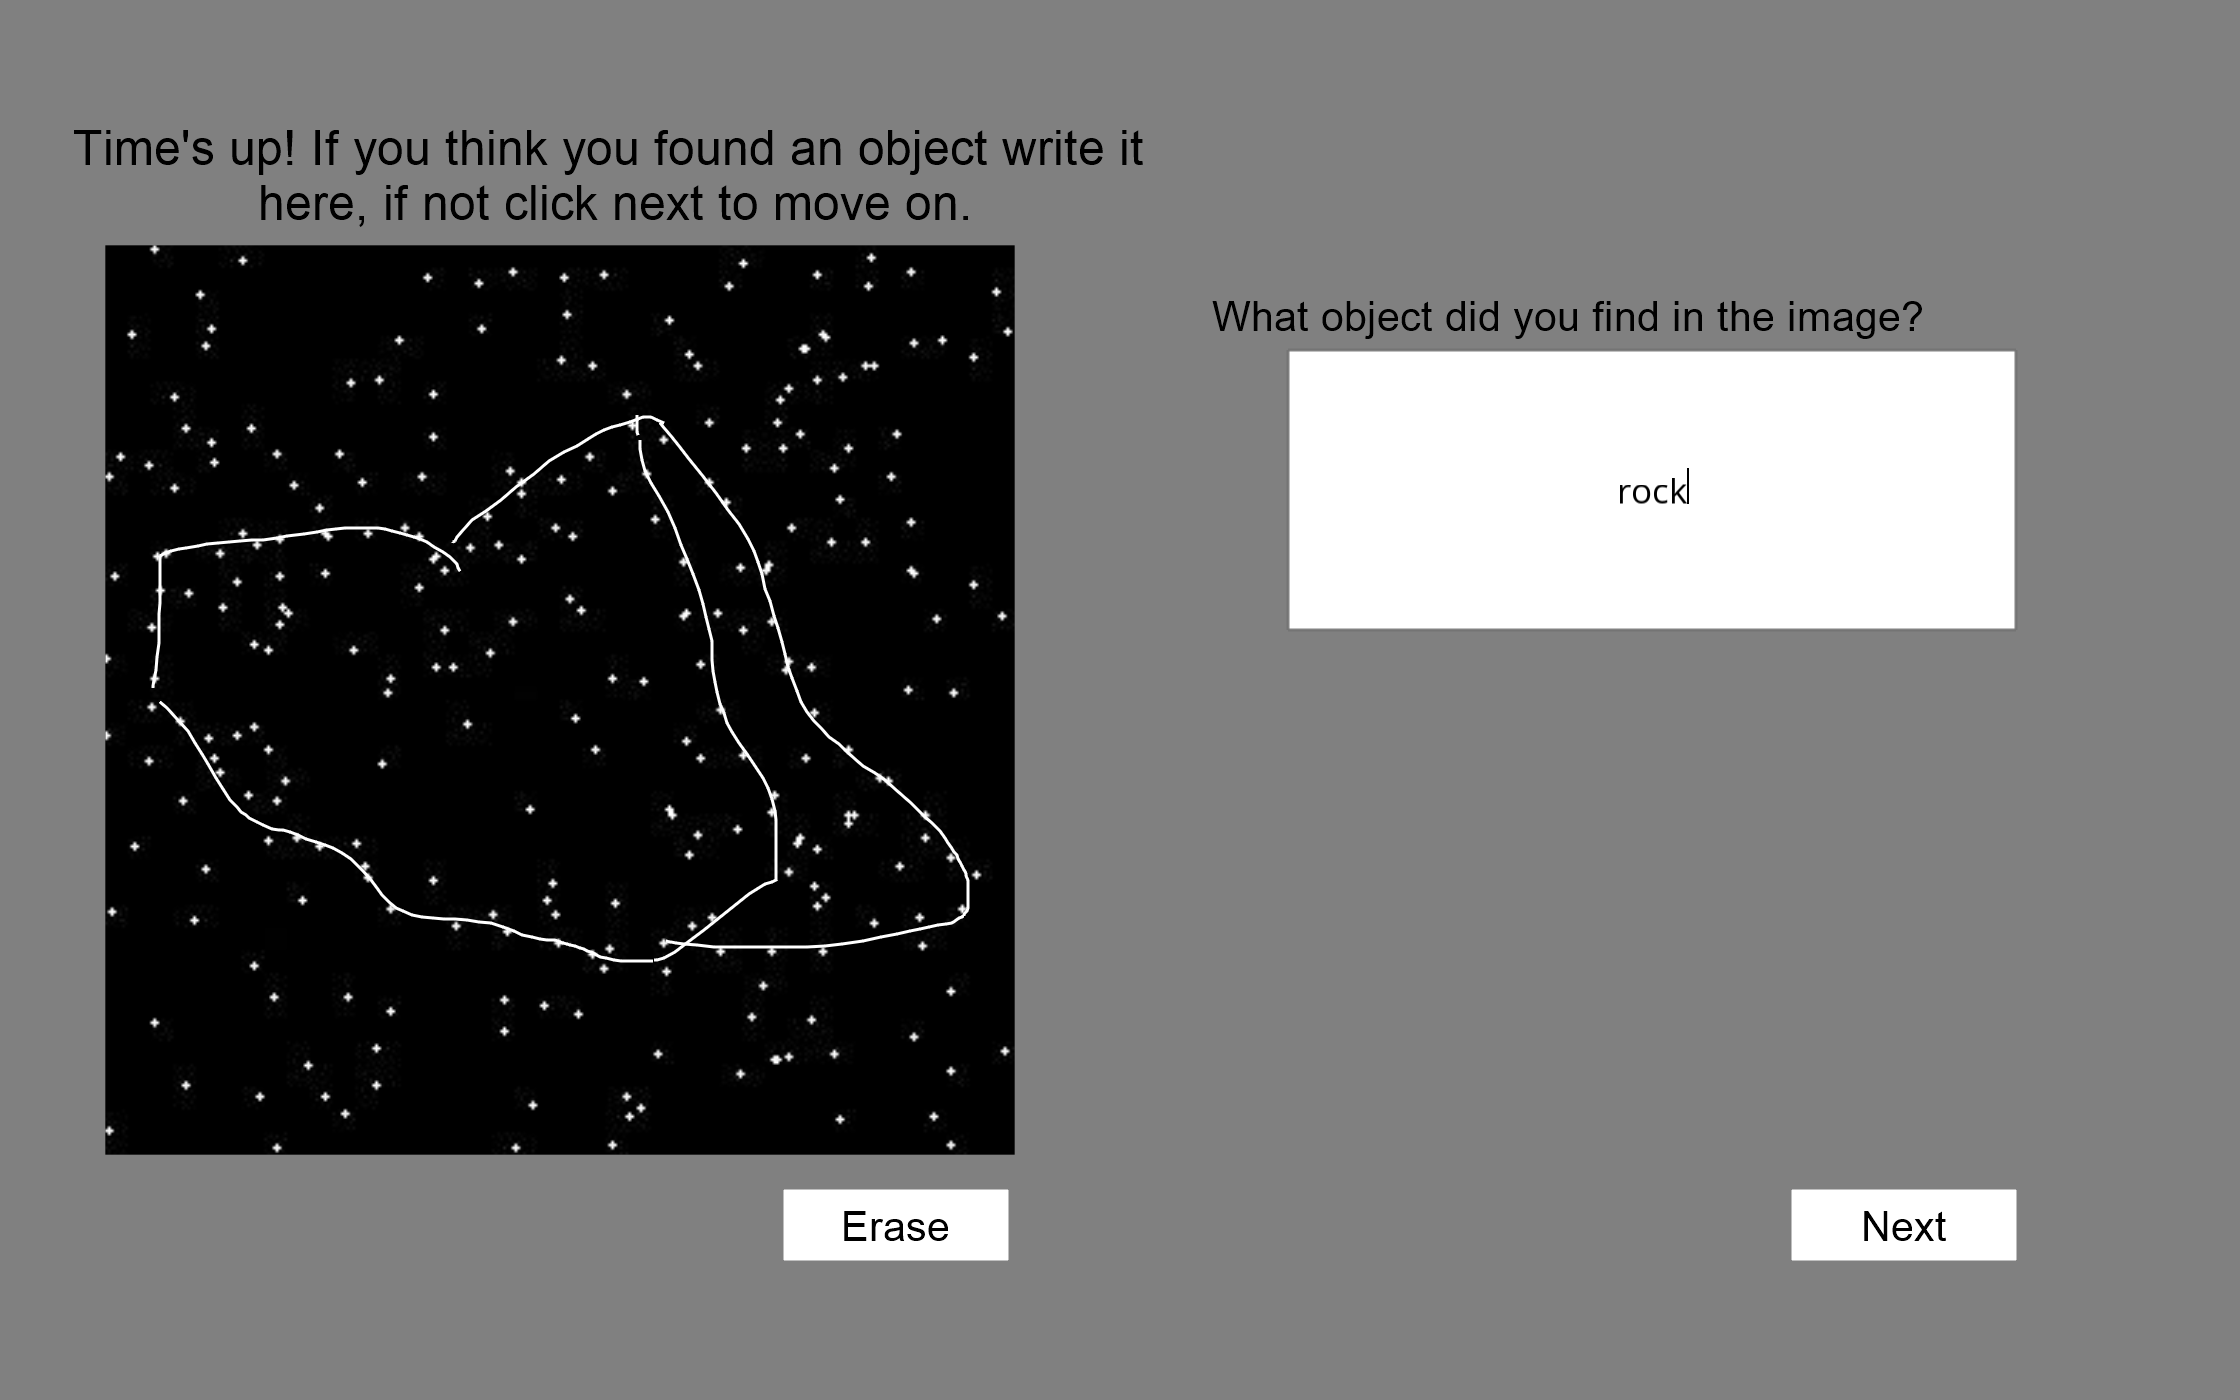 Time's up! If you think you found an object write it
here, if not click next to move on.
What object did you find in the image?
rock
Erase
Next